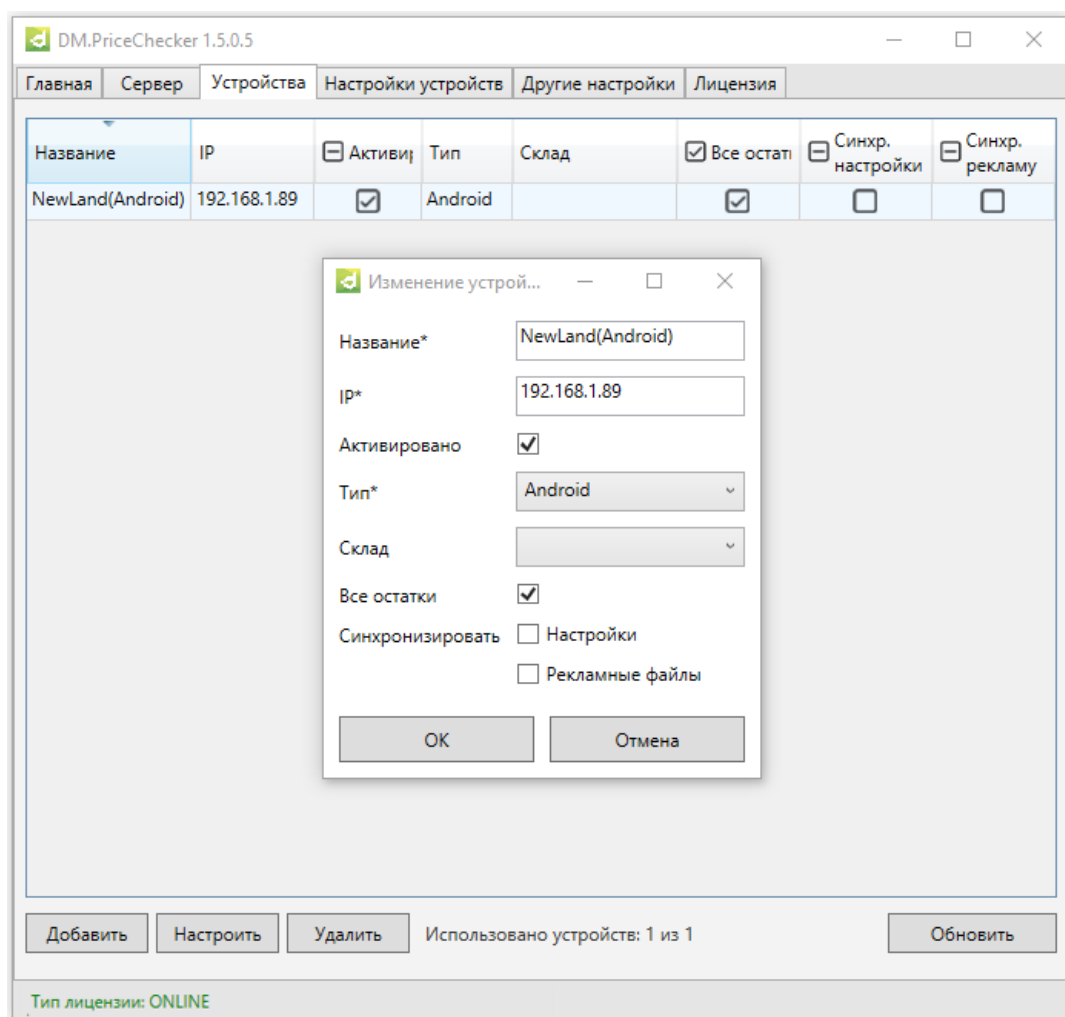 DM.PriceChecker 1.5.0.5
Главная Сервер Устройства Настройки устройств Другие настройки Лицензия
Название IP Активир Тип Склад Все остат Синхр. настройки Синхр. рекламу
NewLand(Android) 192.168.1.89 Android
Изменение устрой...
Название* NewLand(Android)
IP* 192.168.1.89
Активировано
Тип* Android
Склад
Все остатки
Синхронизировать Настройки
Рекламные файлы
ОК Отмена
Добавить Настроить Удалить Использовано устройств: 1 из 1 Обновить
Тип лицензии: ONLINE